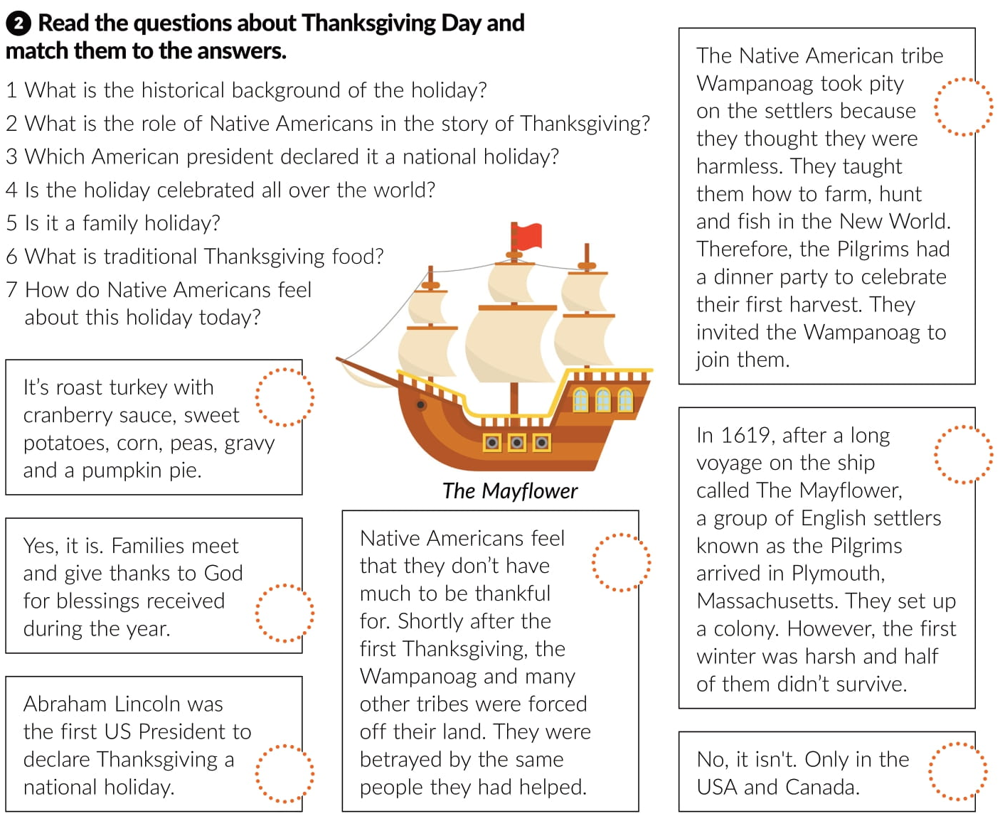 2 Read the questions about Thanksgiving Day and
match them to the answers.
1 What is the historical background of the holiday?
2 What is the role of Native Americans in the story of Thanksgiving?
3 Which American president declared it a national holiday?
4 Is the holiday celebrated all over the world?
5 Is it a family holiday?
6 What is traditional Thanksgiving food?
7 How do Native Americans feel
about this holiday today?
It's roast turkey with
cranberry sauce, sweet
potatoes, corn, peas, gravy
and a pumpkin pie.
Yes, it is. Families meet
and give thanks to God
for blessings received
during the year.
Abraham Lincoln was
the first US President to
declare Thanksgiving a
national holiday.
The Mayflower
Native Americans feel
that they don't have
much to be thankful
for. Shortly after the
first Thanksgiving, the
Wampanoag and many
other tribes were forced
off their land. They were
betrayed by the same
people they had helped.
The Native American tribe
Wampanoag took pity
on the settlers because
they thought they were
harmless. They taught
them how to farm, hunt
and fish in the New World.
Therefore, the Pilgrims had
a dinner party to celebrate
their first harvest. They
invited the Wampanoag to
join them.
In 1619, after a long
voyage on the ship
called The Mayflower,
a group of English settlers
known as the Pilgrims
arrived in Plymouth,
Massachusetts. They set up
a colony. However, the first
winter was harsh and half
of them didn't survive.
No, it isn't. Only in the
USA and Canada.